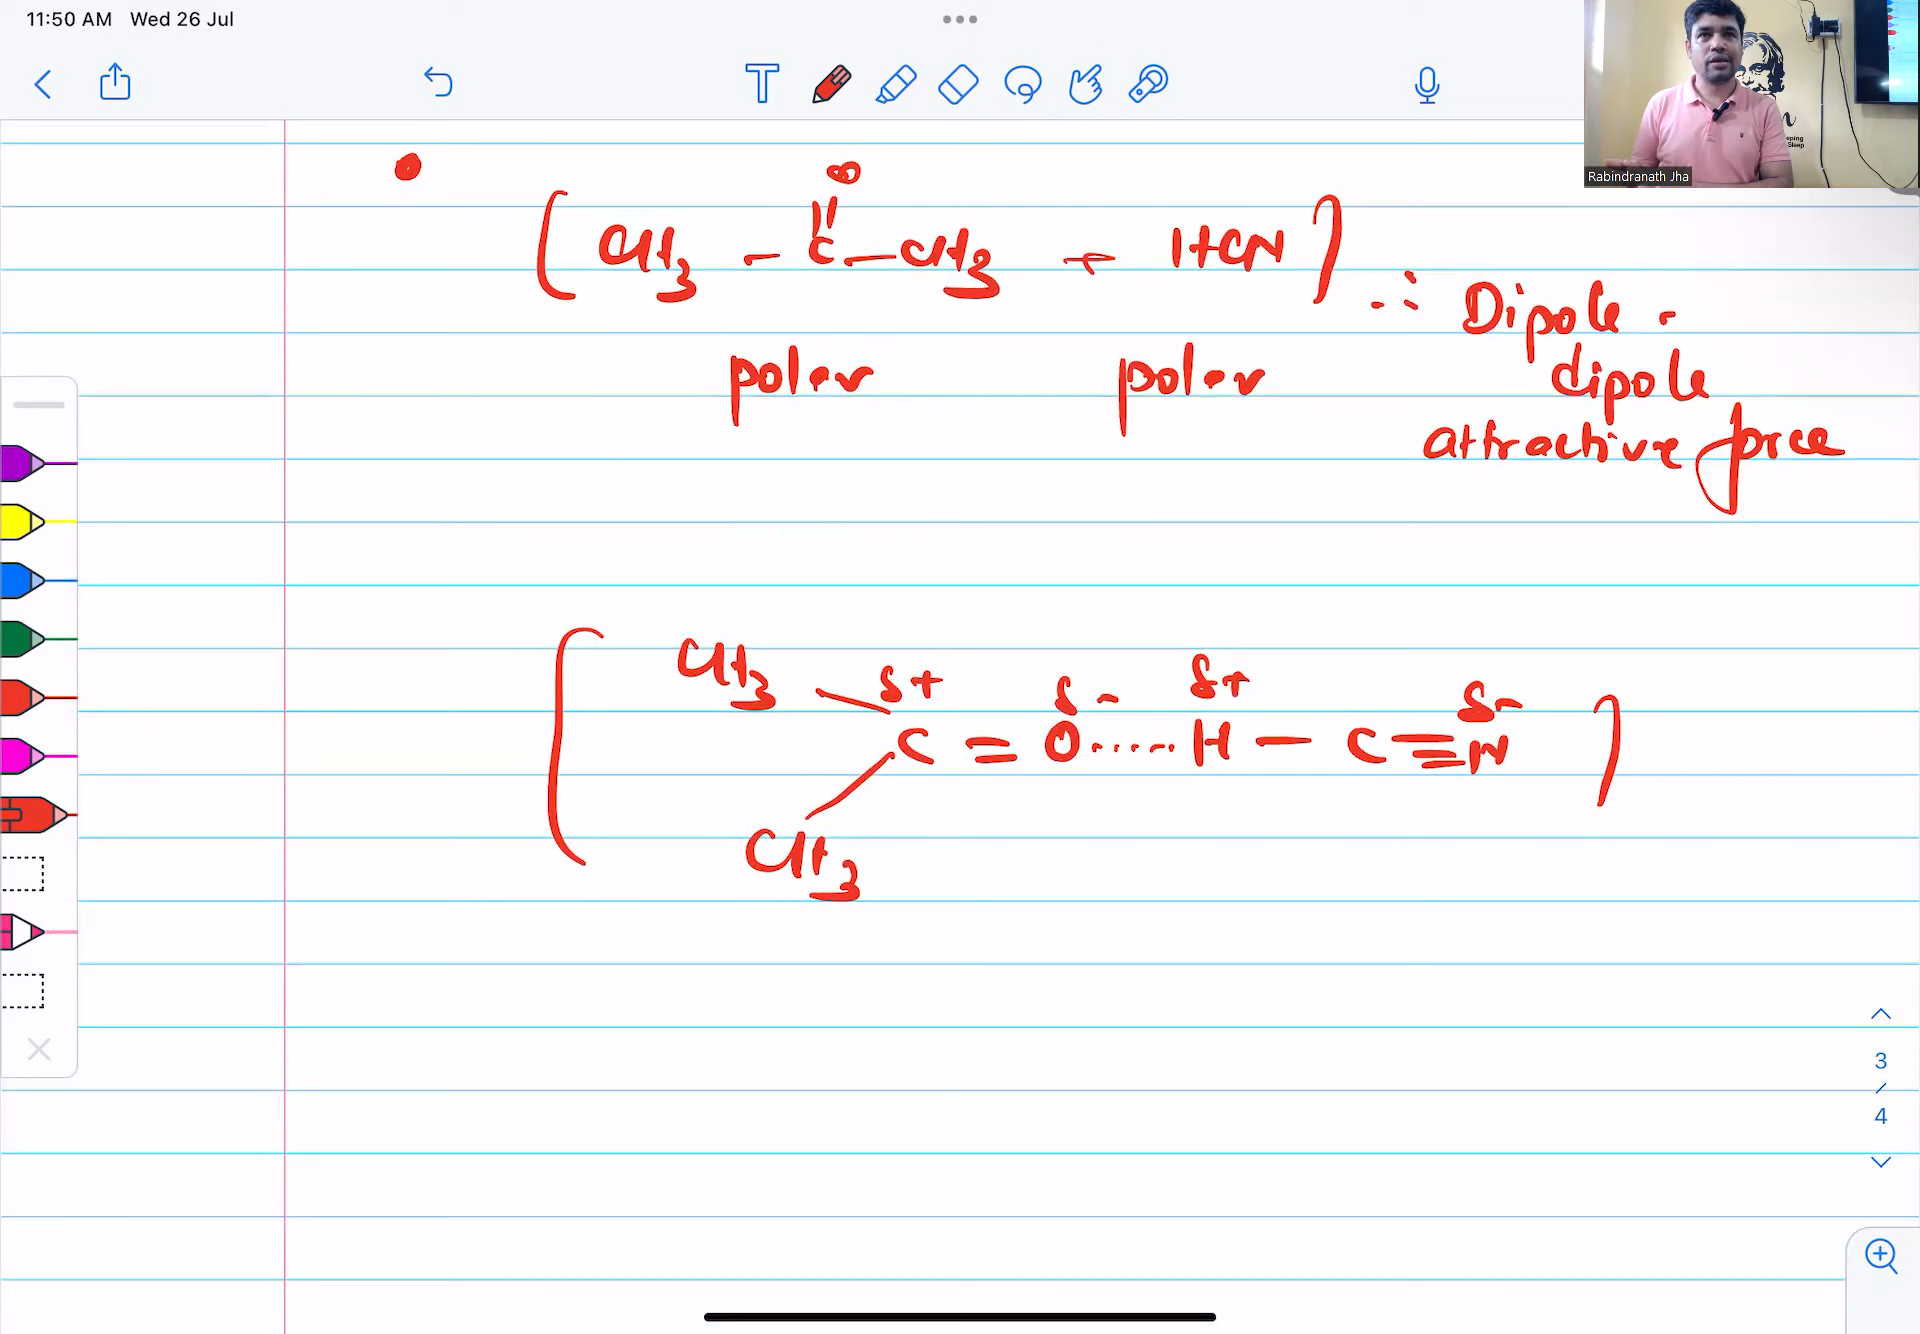 11:50 AM Wed 26 Jul
Rabindranath Jha
O
[ CH3 - C - CH3 + HCN ] ∴ Dipole -
polar polar dipole
attractive force
CH3 δ+ δ- δ+ δ-
C = O ..... H - C ≡ N
CH3
3
/
4